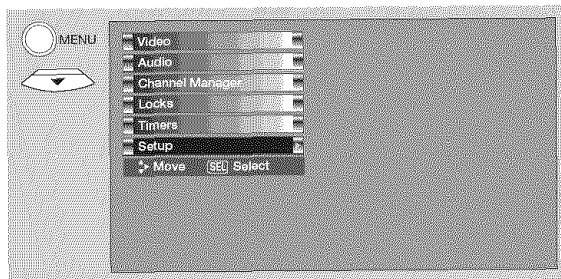 MENU
Video
Audio
Channel Manager
Locks
Timers
Setup
Move SEL Select